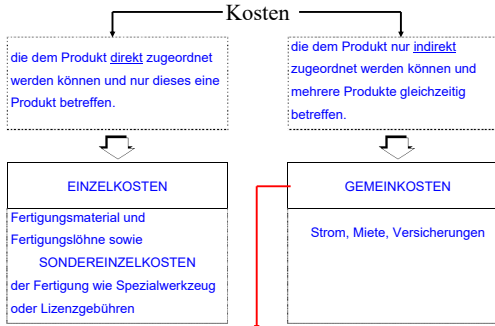 Kosten
die dem Produkt direkt zugeordnet
werden können und nur dieses eine
Produkt betreffen.
die dem Produkt nur indirekt
zugeordnet werden können und
mehrere Produkte gleichzeitig
betreffen.
EINZELKOSTEN
Fertigungsmaterial und
Fertigungslöhne sowie
SONDEREINZELKOSTEN
der Fertigung wie Spezialwerkzeug
oder Lizenzgebühren
GEMEINKOSTEN
Strom, Miete, Versicherungen